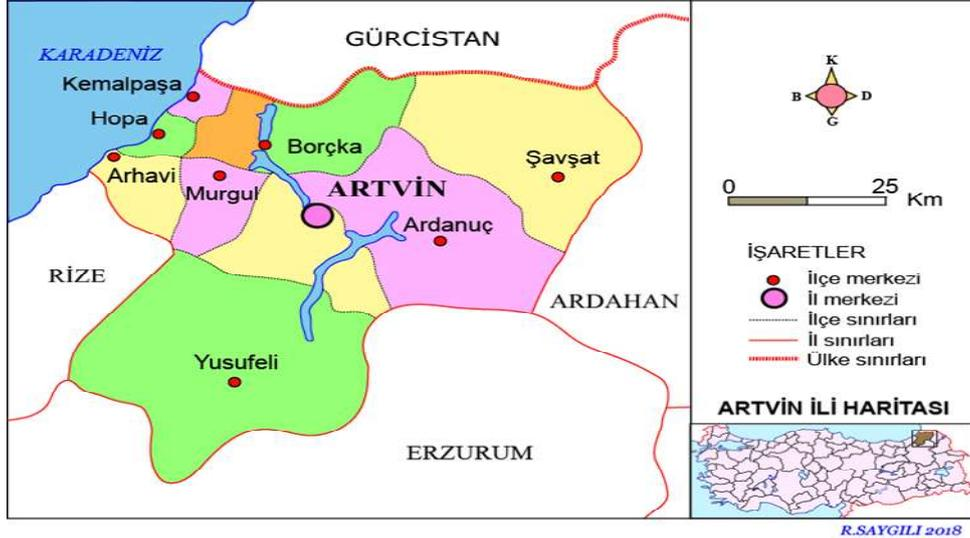 KARADENİZ
GÜRCİSTAN
Kemalpaşa
Hopa
Arhavi
Murgul
Borçka
ARTVİN
Şavşat
Ardanuç
RİZE
ARDAHAN
Yusufeli
ERZURUM
K
B D
G
0 25 Km
İŞARETLER
İlçe merkezi
İl merkezi
İlçe sınırları
İl sınırları
Ülke sınırları
ARTVİN İLİ HARİTASI
R.SAYGILI 2018